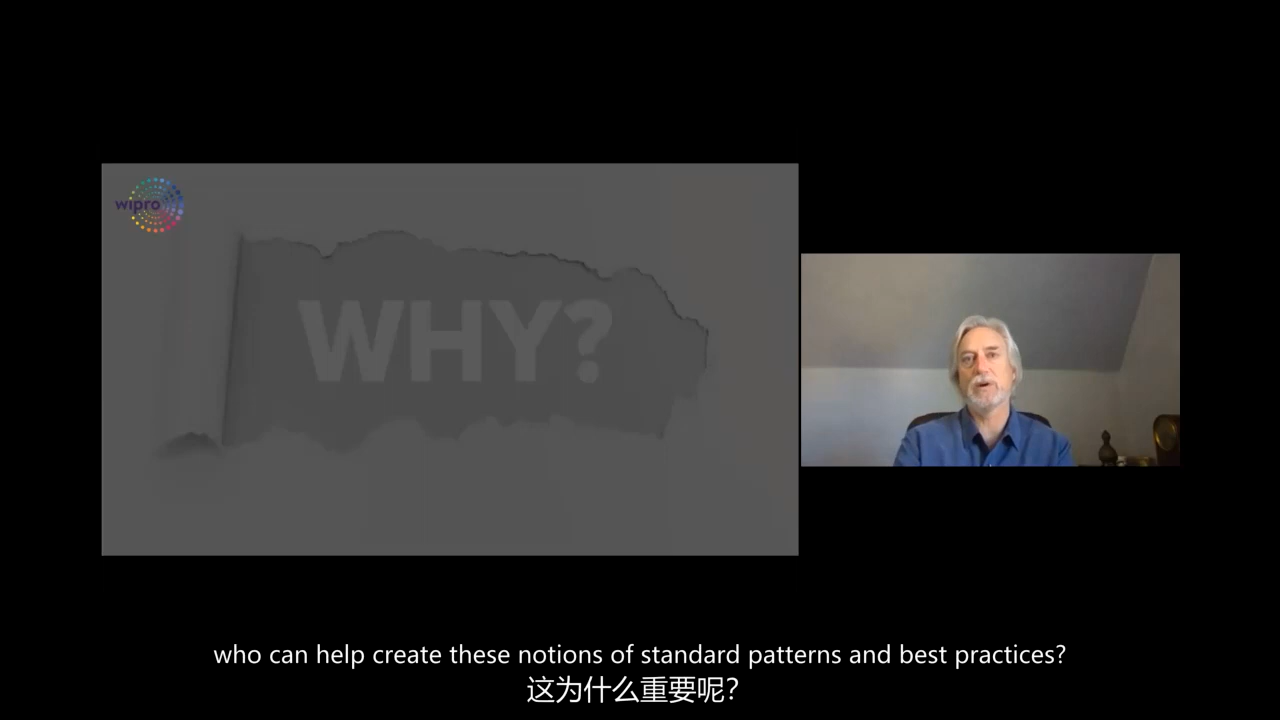 wipro
WHY?
who can help create these notions of standard patterns and best practices?
这为什么重要呢?